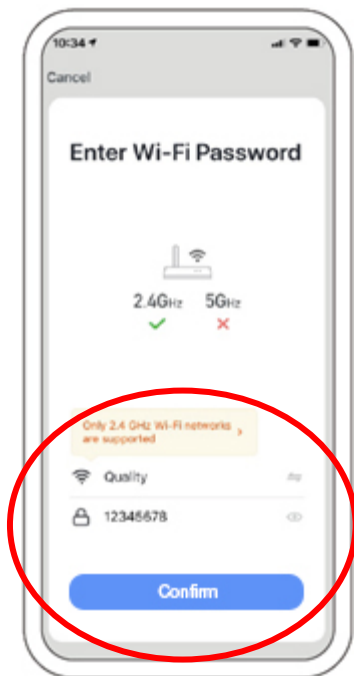 10:34
Cancel
Enter Wi-Fi Password
2.4GHz 5GHz
Only 2.4 GHz Wi-Fi networks
are supported
Quality
12345678
Confirm